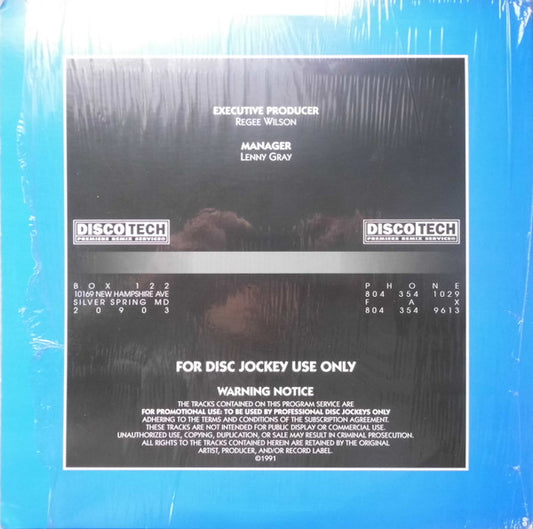 EXECUTIVE PRODUCER
REGEE WILSON
MANAGER
LENNY GRAY
DISCOTECH
PREMIERE REMIX SERVICE®
DISCOTECH
PREMIERE REMIX SERVICE®
BOX 122
10169 NEW HAMPSHIRE AVE
SILVER SPRING MD
20903
PHONE
804 354 1029
FAX
804 354 9613
FOR DISC JOCKEY USE ONLY
WARNING NOTICE
THE TRACKS CONTAINED ON THIS PROGRAM SERVICE ARE
FOR PROMOTIONAL USE: TO BE USED BY PROFESSIONAL DISC JOCKEYS ONLY
ADHERING TO THE TERMS AND CONDITIONS OF THE SUBSCRIPTION AGREEMENT.
THESE TRACKS ARE NOT INTENDED FOR PUBLIC DISPLAY OR COMMERCIAL USE.
UNAUTHORIZED USE, COPYING, DUPLICATION, OR SALE MAY RESULT IN CRIMINAL PROSECUTION.
ALL RIGHTS TO THE TRACKS CONTAINED HEREIN ARE RETAINED BY THE ORIGINAL
ARTIST, PRODUCER, AND/OR RECORD LABEL.
©1991